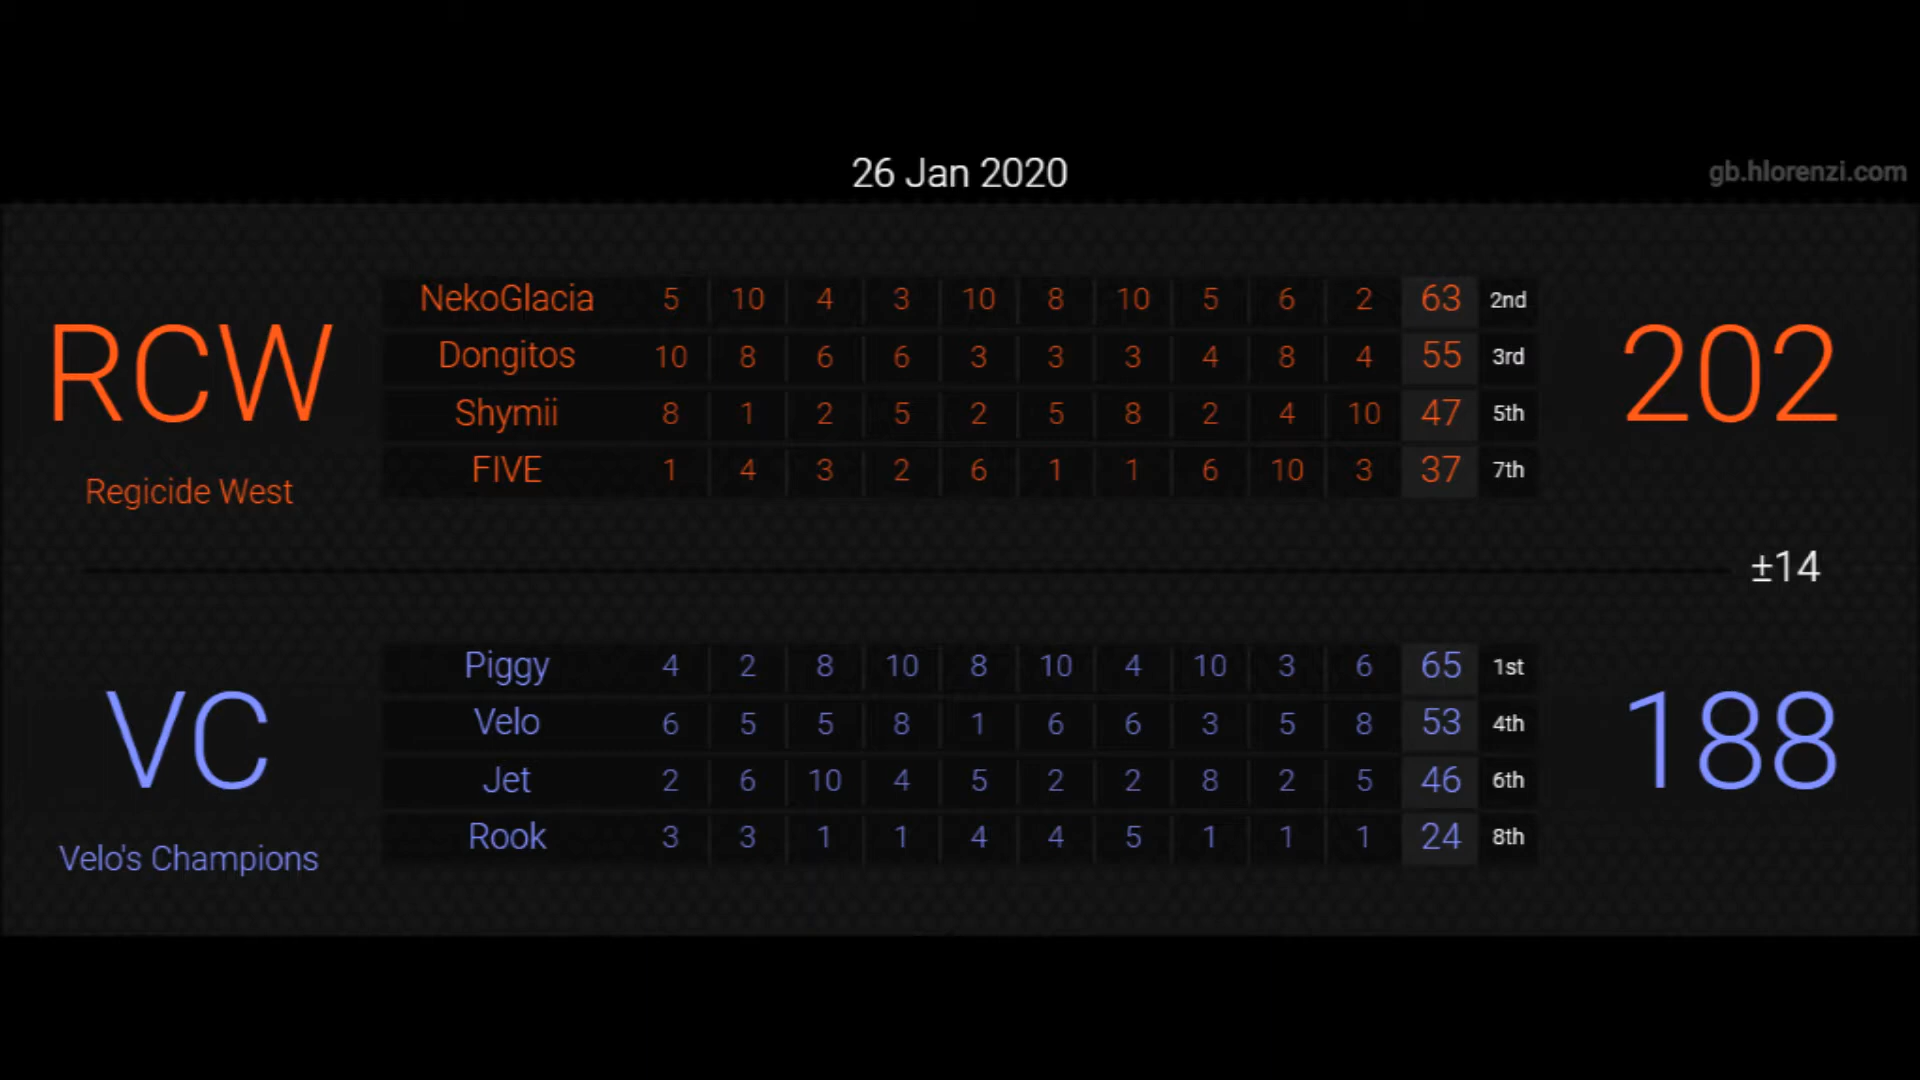 26 Jan 2020
gb.hlorenzi.com
RCW
Regicide West
NekoGlacia 5 10 4 3 10 8 10 5 6 2 63 2nd
Dongitos 10 8 6 6 3 3 3 4 8 4 55 3rd
Shymii 8 1 2 5 2 5 8 2 4 10 47 5th
FIVE 1 4 3 2 6 1 1 6 10 3 37 7th
202
±14
VC
Velo's Champions
Piggy 4 2 8 10 8 10 4 10 3 6 65 1st
Velo 6 5 5 8 1 6 6 3 5 8 53 4th
Jet 2 6 10 4 5 2 2 8 2 5 46 6th
Rook 3 3 1 1 4 4 5 1 1 1 24 8th
188